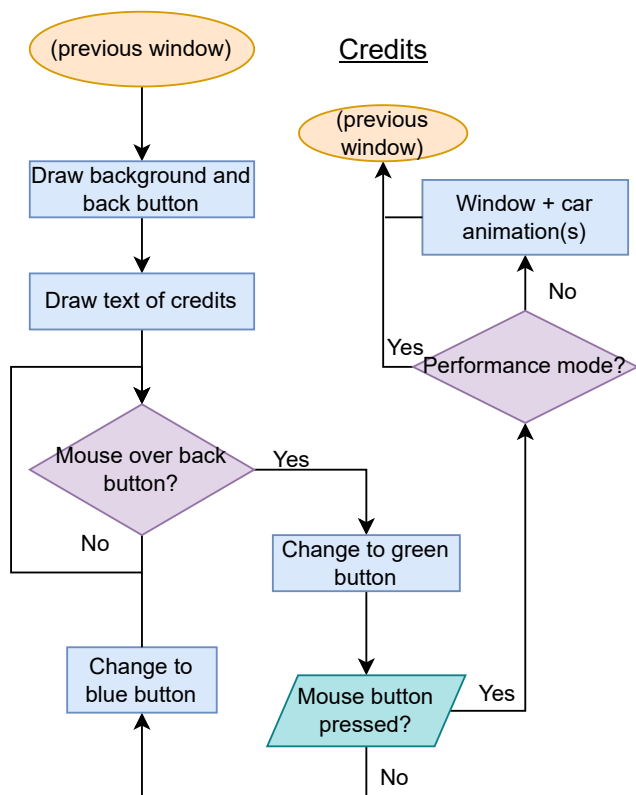 (previous window)
Credits
(previous
window)
Draw background and
back button
Window + car
animation(s)
Draw text of credits
No
Yes
Performance mode?
Mouse over back
button?
Yes
No
Change to green
button
Change to
blue button
Mouse button
pressed?
Yes
No